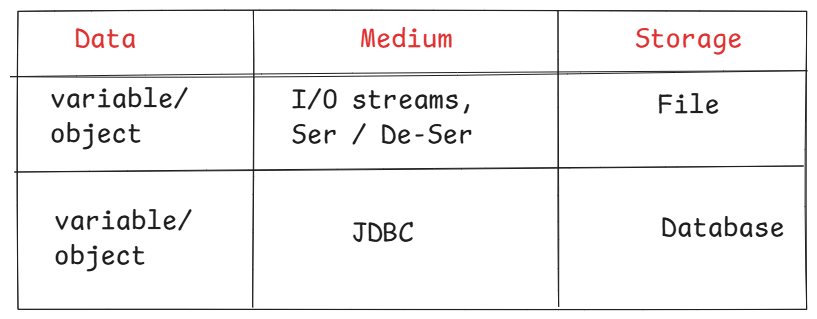 Data Medium Storage
variable/ I/O streams, File
object Ser / De-Ser
variable/ JDBC Database
object